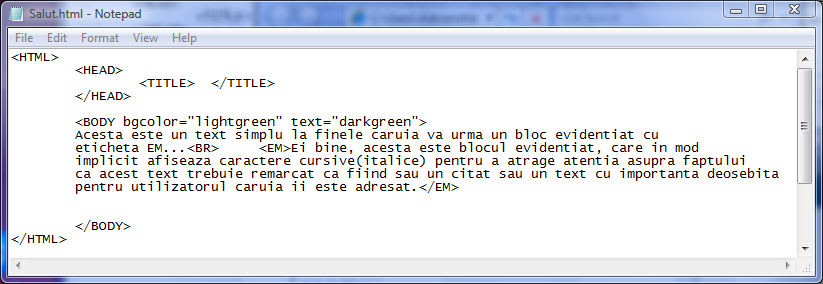 Salut.html - Notepad
File Edit Format View Help
<HTML>
<HEAD>
<TITLE>  </TITLE>
</HEAD>
<BODY bgcolor="lightgreen" text="darkgreen">
Acesta este un text simplu la finele caruia va urma un bloc evidentiat cu
eticheta EM...<BR>     <EM>Ei bine, acesta este blocul evidentiat, care in mod
implicit afiseaza caractere cursive(italice) pentru a atrage atentia asupra faptului
ca acest text trebuie remarcat ca fiind sau un citat sau un text cu importanta deosebita
pentru utilizatorul caruia ii este adresat.</EM>
</BODY>
</HTML>